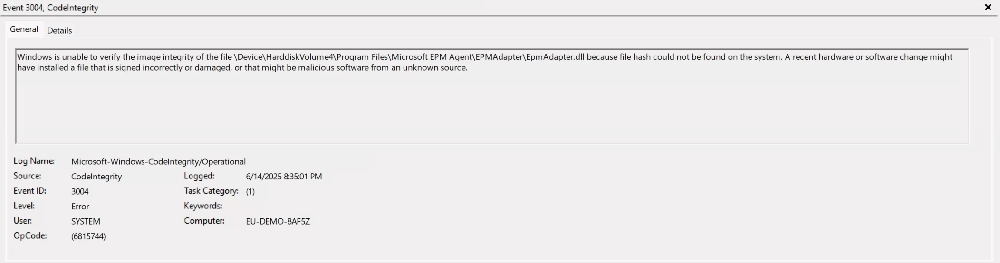 Event 3004, CodeIntegrity
General Details
Windows is unable to verify the image integrity of the file \Device\HarddiskVolume4\Program Files\Microsoft EPM Agent\EPMAdapter\EpmAdapter.dll because file hash could not be found on the system. A recent hardware or software change might
have installed a file that is signed incorrectly or damaged, or that might be malicious software from an unknown source.
Log Name: Microsoft-Windows-CodeIntegrity/Operational
Source: CodeIntegrity Logged: 6/14/2025 8:35:01 PM
Event ID: 3004 Task Category: (1)
Level: Error Keywords:
User: SYSTEM Computer: EU-DEMO-8AF5Z
OpCode: (6815744)